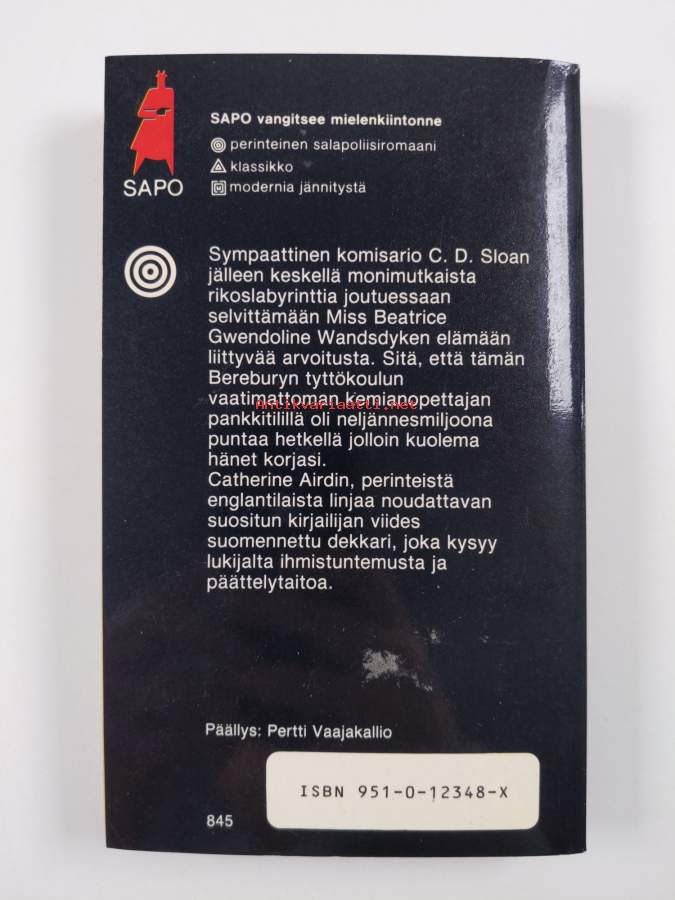 SAPO
SAPO vangitsee mielenkiintonne
perinteinen salapoliisiromaani
klassikko
modernia jännitystä
Sympaattinen komisario C. D. Sloan
jälleen keskellä monimutkaista
rikoslabyrinttia joutuessaan
selvittämään Miss Beatrice
Gwendoline Wandsdyken elämään
liittyvää arvoitusta. Sitä, että tämän
Bereburyn tyttökoulun
vaatimattoman kemianopettajan
Antikvariaatti.net
pankkitilillä oli neljännesmiljoona
puntaa hetkellä jolloin kuolema
hänet korjasi.
Catherine Airdin, perinteistä
englantilaista linjaa noudattavan
suositun kirjailijan viides
suomennettu dekkari, joka kysyy
lukijalta ihmistuntemusta ja
päättelytaitoa.
Päällys: Pertti Vaajakallio
ISBN 951-0-12348-X
845